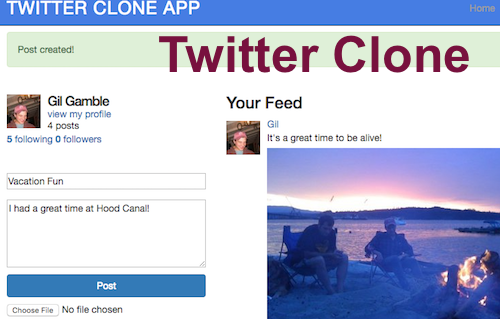 TWITTER CLONE APP
Home
Post created!
Twitter Clone
Gil Gamble
view my profile
4 posts
5 following 0 followers
Vacation Fun
I had a great time at Hood Canal!
Post
Choose File No file chosen
Your Feed
Gil
It's a great time to be alive!